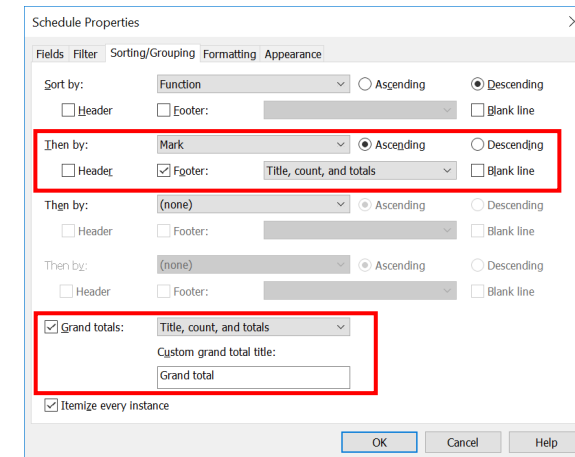 Schedule Properties
Fields Filter Sorting/Grouping Formatting Appearance
Sort by: Function Ascending Descending
Header Footer: Blank line
Then by: Mark Ascending Descending
Header Footer: Title, count, and totals Blank line
Then by: (none) Ascending Descending
Header Footer: Blank line
Then by: (none) Ascending Descending
Header Footer: Blank line
Grand totals: Title, count, and totals
Custom grand total title:
Grand total
Itemize every instance
OK Cancel Help